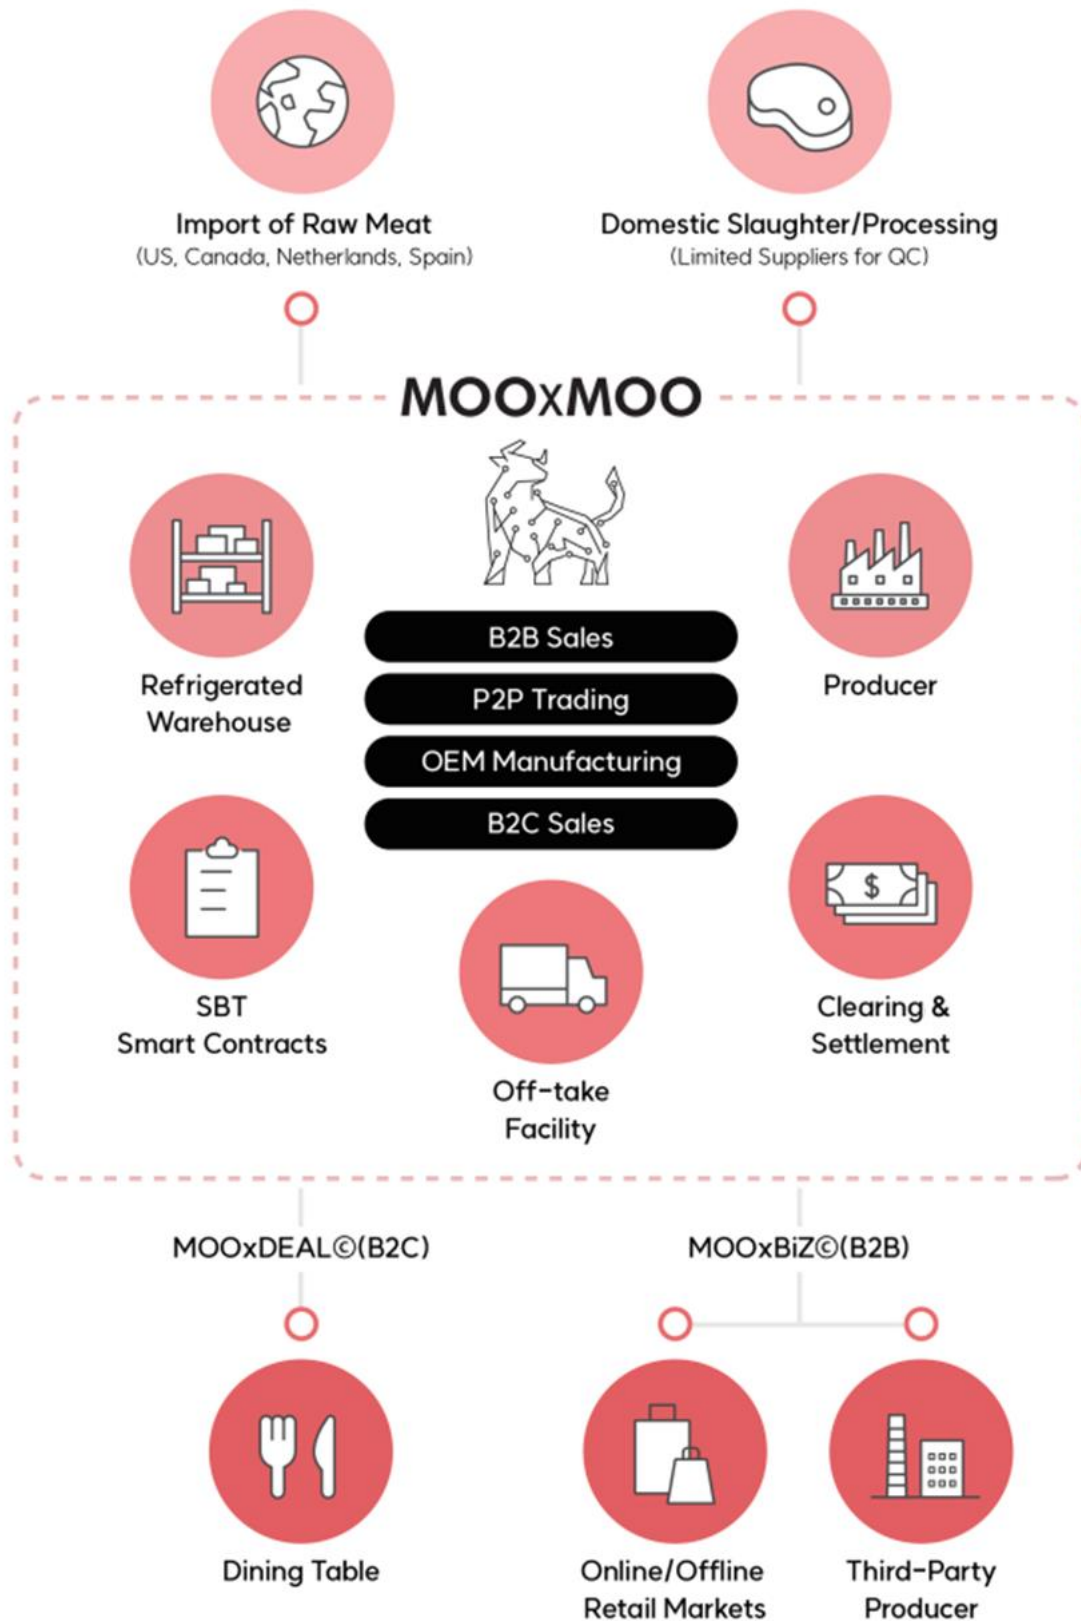 Import of Raw Meat
(US, Canada, Netherlands, Spain)
Domestic Slaughter/Processing
(Limited Suppliers for QC)
MOOxMOO
Refrigerated
Warehouse
B2B Sales
P2P Trading
OEM Manufacturing
B2C Sales
Producer
SBT
Smart Contracts
Off-take
Facility
$
Clearing &
Settlement
MOOxDEAL©(B2C)
MOOxBiZ©(B2B)
Dining Table
Online/Offline
Retail Markets
Third-Party
Producer